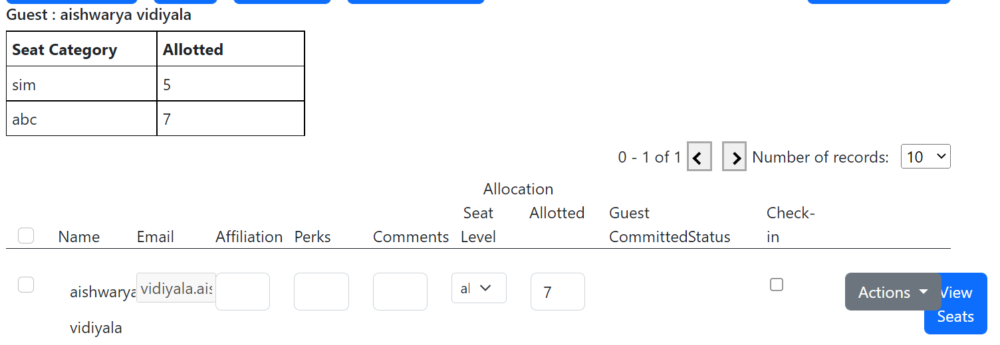 Guest : aishwarya vidiyala
Seat Category Allotted
sim 5
abc 7
0 - 1 of 1 Number of records: 10
Allocation
Seat Allotted Guest Check-
Name Email Affiliation Perks Comments Level CommittedStatus in
aishwarya vidiyala.ais al 7 Actions View
vidiyala Seats